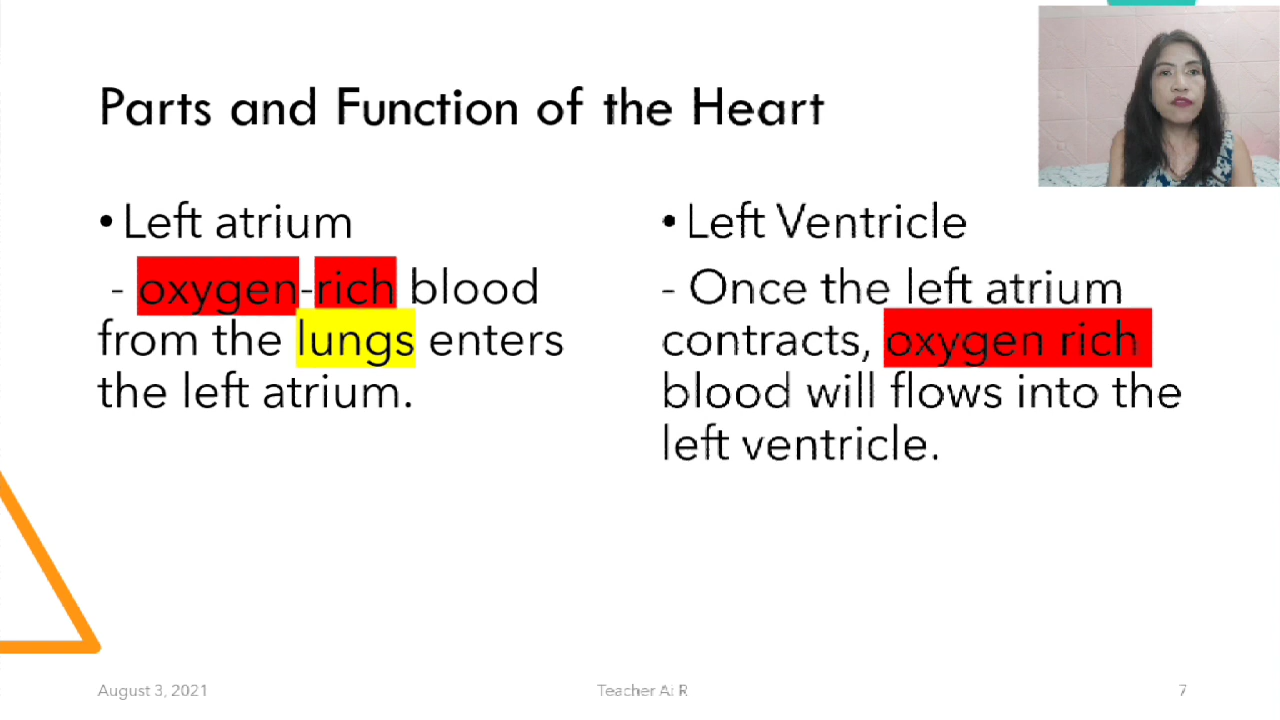 Parts and Function of the Heart
• Left atrium
- oxygen-rich blood
from the lungs enters
the left atrium.
• Left Ventricle
- Once the left atrium
contracts, oxygen rich
blood will flows into the
left ventricle.
August 3, 2021
Teacher Ai R
7